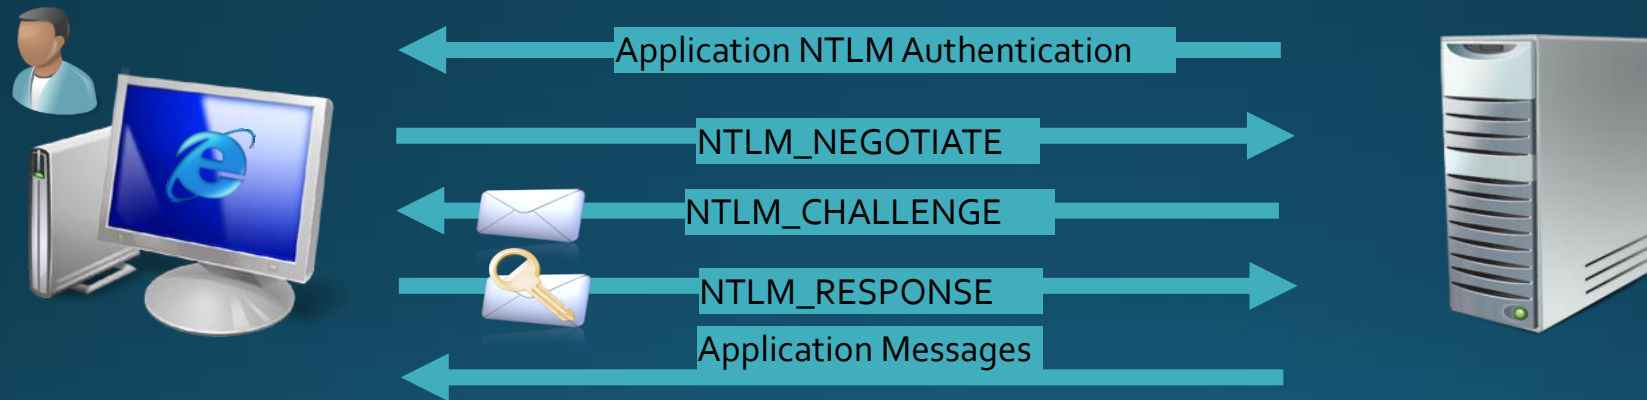 Application NTLM Authentication
NTLM_NEGOTIATE
NTLM_CHALLENGE
NTLM_RESPONSE
Application Messages